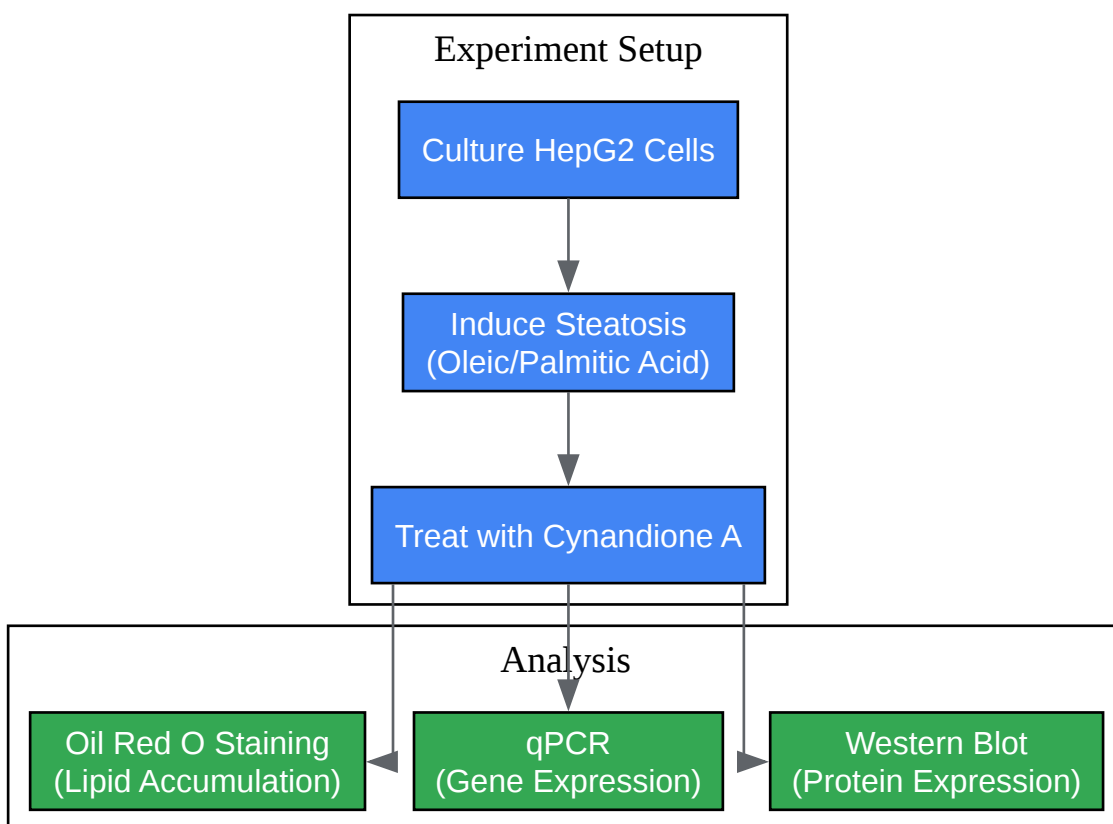 Experiment Setup
Culture HepG2 Cells
Induce Steatosis
(Oleic/Palmitic Acid)
Treat with Cynandione A
Analysis
Oil Red O Staining
(Lipid Accumulation)
qPCR
(Gene Expression)
Western Blot
(Protein Expression)